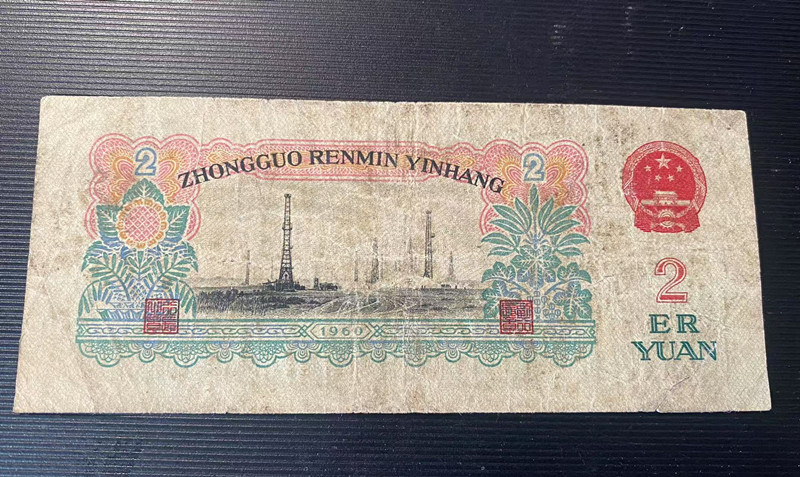 2
ZHONGGUO RENMIN YINHANG
2
1960
2
ER
YUAN